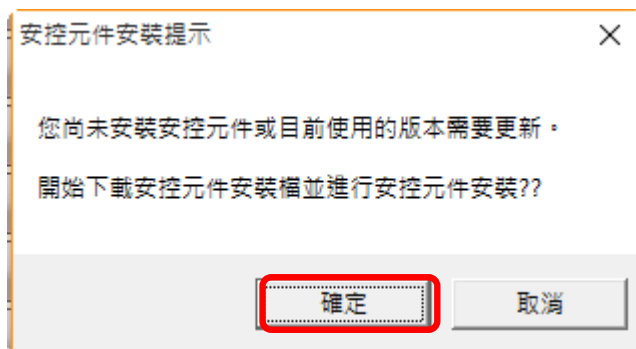 安控元件安裝提示
您尚未安裝安控元件或目前使用的版本需要更新。
開始下載安控元件安裝檔並進行安控元件安裝??
確定
取消